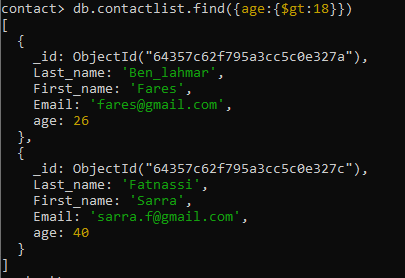 contact> db.contactlist.find({age:{$gt:18}})
[
  {
    _id: ObjectId("64357c62f795a3cc5c0e327a"),
    Last_name: 'Ben_lahmar',
    First_name: 'Fares',
    Email: 'fares@gmail.com',
    age: 26
  },
  {
    _id: ObjectId("64357c62f795a3cc5c0e327c"),
    Last_name: 'Fatnassi',
    First_name: 'Sarra',
    Email: 'sarra.f@gmail.com',
    age: 40
  }
]